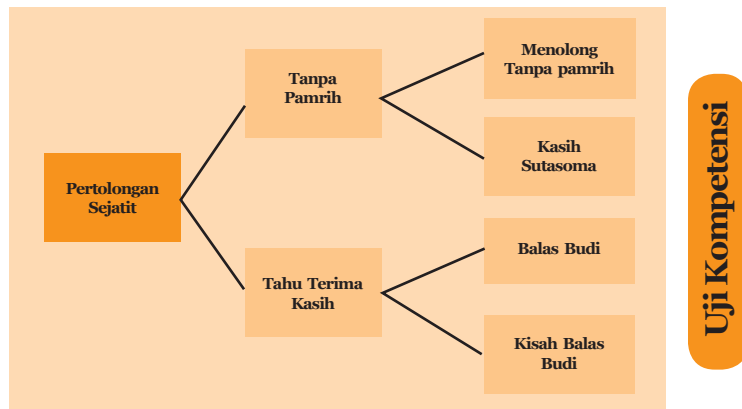 Pertolongan
Sejatit
Tanpa
Pamrih
Menolong
Tanpa pamrih
Kasih
Sutasoma
Tahu Terima
Kasih
Balas Budi
Kisah Balas
Budi
Uji Kompetensi